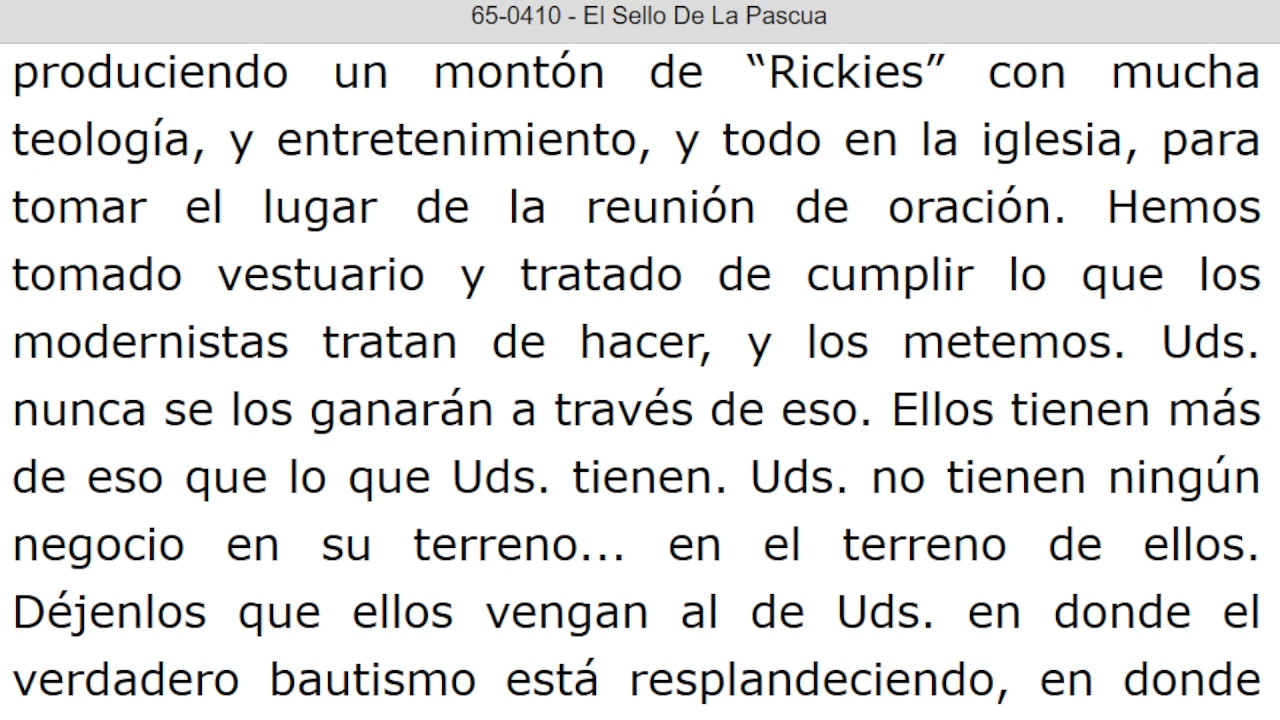 65-0410 - El Sello De La Pascua
produciendo un montón de “Rickies” con mucha
teología, y entretenimiento, y todo en la iglesia, para
tomar el lugar de la reunión de oración. Hemos
tomado vestuario y tratado de cumplir lo que los
modernistas tratan de hacer, y los metemos. Uds.
nunca se los ganarán a través de eso. Ellos tienen más
de eso que lo que Uds. tienen. Uds. no tienen ningún
negocio en su terreno... en el terreno de ellos.
Déjenlos que ellos vengan al de Uds. en donde el
verdadero bautismo está resplandeciendo, en donde